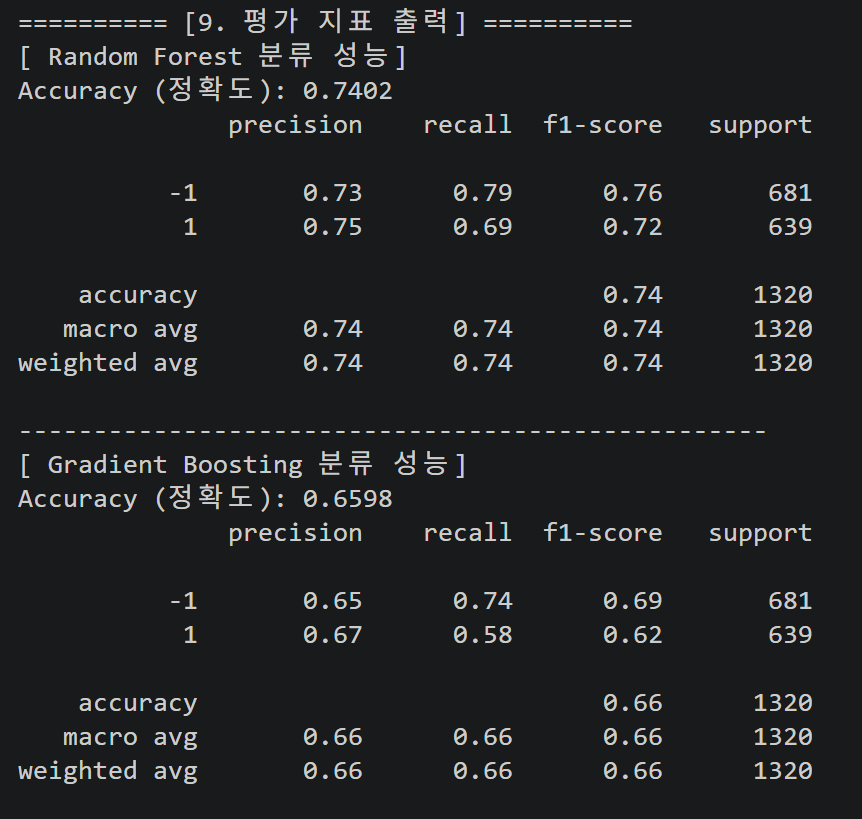 ========== [9. 평가 지표 출력] ==========
[ Random Forest 분류 성능]
Accuracy (정확도): 0.7402
              precision    recall  f1-score   support

          -1       0.73      0.79      0.76       681
           1       0.75      0.69      0.72       639

    accuracy                           0.74      1320
   macro avg       0.74      0.74      0.74      1320
weighted avg       0.74      0.74      0.74      1320

--------------------------------------------------
[ Gradient Boosting 분류 성능]
Accuracy (정확도): 0.6598
              precision    recall  f1-score   support

          -1       0.65      0.74      0.69       681
           1       0.67      0.58      0.62       639

    accuracy                           0.66      1320
   macro avg       0.66      0.66      0.66      1320
weighted avg       0.66      0.66      0.66      1320